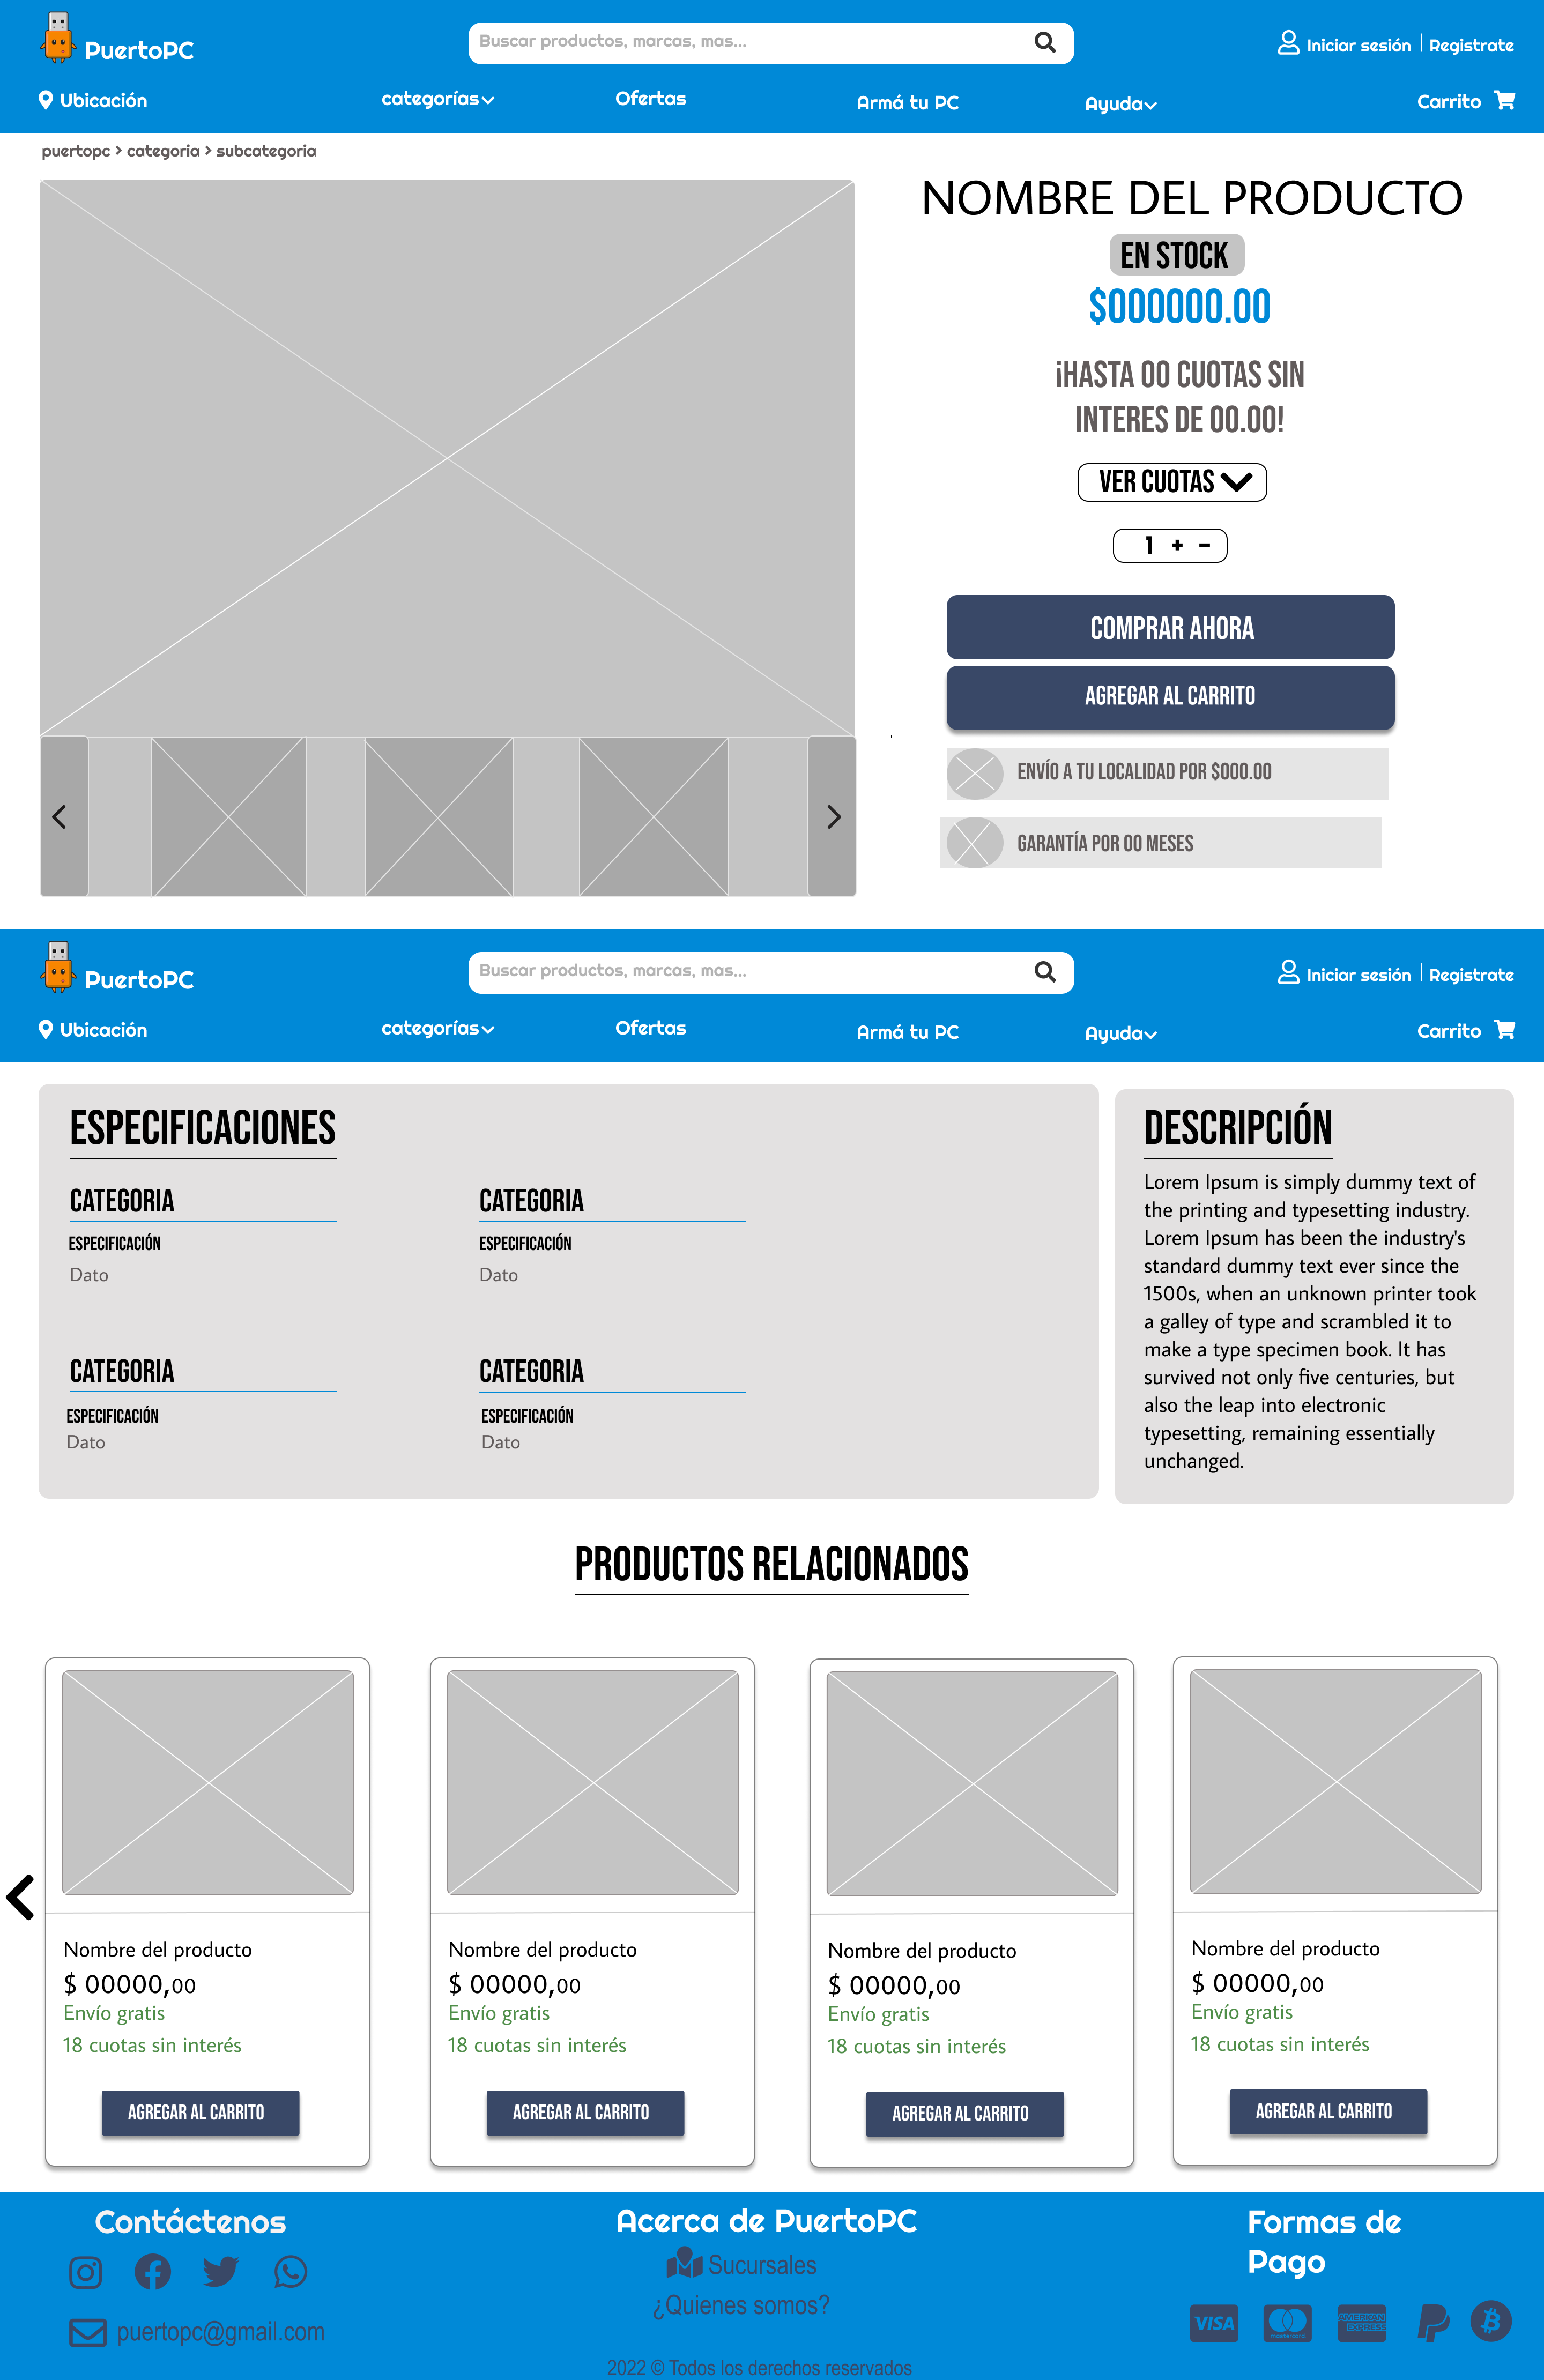 PuertoPC
Buscar productos, marcas, mas...
Iniciar sesión
Registrate
Ubicación
categorías
Ofertas
Armá tu PC
Ayuda
Carrito
puertopc > categoria > subcategoria
NOMBRE DEL PRODUCTO
EN STOCK
$000000.00
¡HASTA 00 CUOTAS SIN
INTERES DE 00.00!
VER CUOTAS
1 + -
COMPRAR AHORA
AGREGAR AL CARRITO
ENVÍO A TU LOCALIDAD POR $000.00
GARANTÍA POR 00 MESES
PuertoPC
Buscar productos, marcas, mas...
Iniciar sesión
Registrate
Ubicación
categorías
Ofertas
Armá tu PC
Ayuda
Carrito
ESPECIFICACIONES
CATEGORIA
ESPECIFICACIÓN
Dato
CATEGORIA
ESPECIFICACIÓN
Dato
CATEGORIA
ESPECIFICACIÓN
Dato
CATEGORIA
ESPECIFICACIÓN
Dato
DESCRIPCIÓN
Lorem Ipsum is simply dummy text of
the printing and typesetting industry.
Lorem Ipsum has been the industry's
standard dummy text ever since the
1500s, when an unknown printer took
a galley of type and scrambled it to
make a type specimen book. It has
survived not only five centuries, but
also the leap into electronic
typesetting, remaining essentially
unchanged.
PRODUCTOS RELACIONADOS
Nombre del producto
$ 00000,00
Envío gratis
18 cuotas sin interés
AGREGAR AL CARRITO
Nombre del producto
$ 00000,00
Envío gratis
18 cuotas sin interés
AGREGAR AL CARRITO
Nombre del producto
$ 00000,00
Envío gratis
18 cuotas sin interés
AGREGAR AL CARRITO
Nombre del producto
$ 00000,00
Envío gratis
18 cuotas sin interés
AGREGAR AL CARRITO
Contáctenos
puertopc@gmail.com
Acerca de PuertoPC
Sucursales
¿Quienes somos?
2022 © Todos los derechos reservados
Formas de
Pago
VISA
mastercard
AMERICAN
EXPRESS